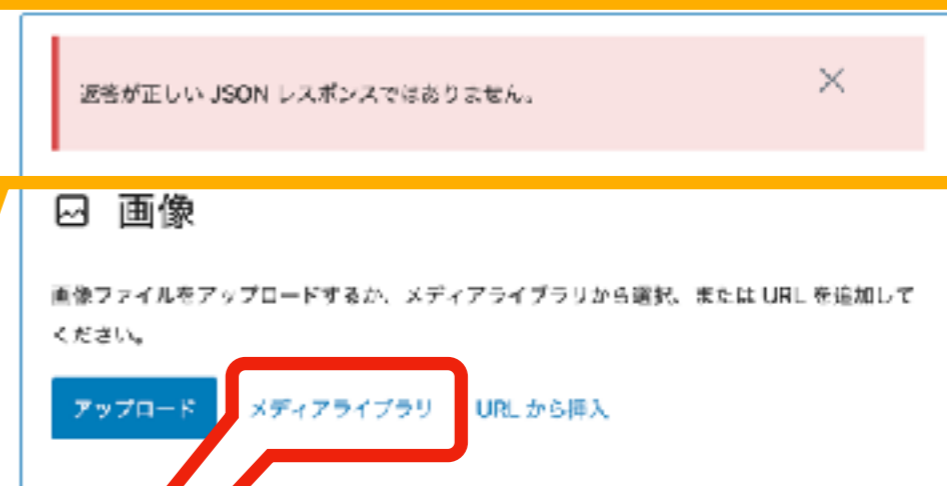 返答が正しい JSON レスポンスではありません。
画像
画像ファイルをアップロードするか、メディアライブラリから選択、または URL を追加して
ください。
アップロード
メディアライブラリ
URL から挿入